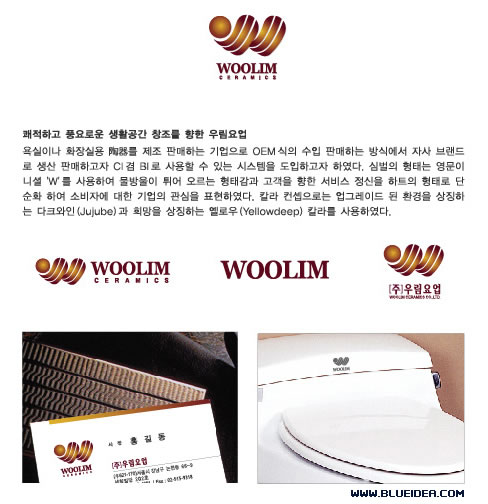 WOOLIM
CERAMICS
쾌적하고 풍요로운 생활공간 창조를 향한 우림요업
욕실이나 화장실용 陶器를 제조 판매하는 기업으로 OEM식의 수입 판매하는 방식에서 자사 브랜드
로 생산 판매하고자 CI 겸 BI로 사용할 수 있는 시스템을 도입하고자 하였다. 심벌의 형태는 영문이
니셜 'W'를 사용하여 물방울이 튀어 오르는 형태감과 고객을 향한 서비스 정신을 하트의 형태로 단
순화 하여 소비자에 대한 기업의 관심을 표현하였다. 칼라 컨셉으로는 업그레이드 된 환경을 상징하
는 다크와인(Jujube)과 희망을 상징하는 옐로우(Yellowdeep) 칼라를 사용하였다.
WOOLIM
CERAMICS
WOOLIM
(주)우림요업
WOOLIM CERAMICS CO.,LTD
사장 홍길동
WOOLIM
CERAMICS
(주)우림요업
WOOLIM
WWW.BLUEIDEA.COM